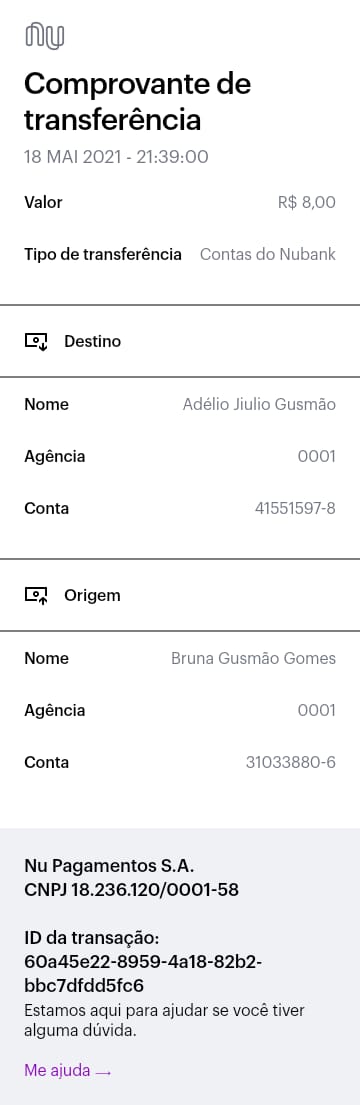 nu
Comprovante de
transferência
18 MAI 2021 - 21:39:00
Valor R$ 8,00
Tipo de transferência Contas do Nubank
Destino
Nome Adélio Jiulio Gusmão
Agência 0001
Conta 41551597-8
Origem
Nome Bruna Gusmão Gomes
Agência 0001
Conta 31033880-6
Nu Pagamentos S.A.
CNPJ 18.236.120/0001-58
ID da transação:
60a45e22-8959-4a18-82b2-
bbc7dfdd5fc6
Estamos aqui para ajudar se você tiver
alguma dúvida.
Me ajuda →